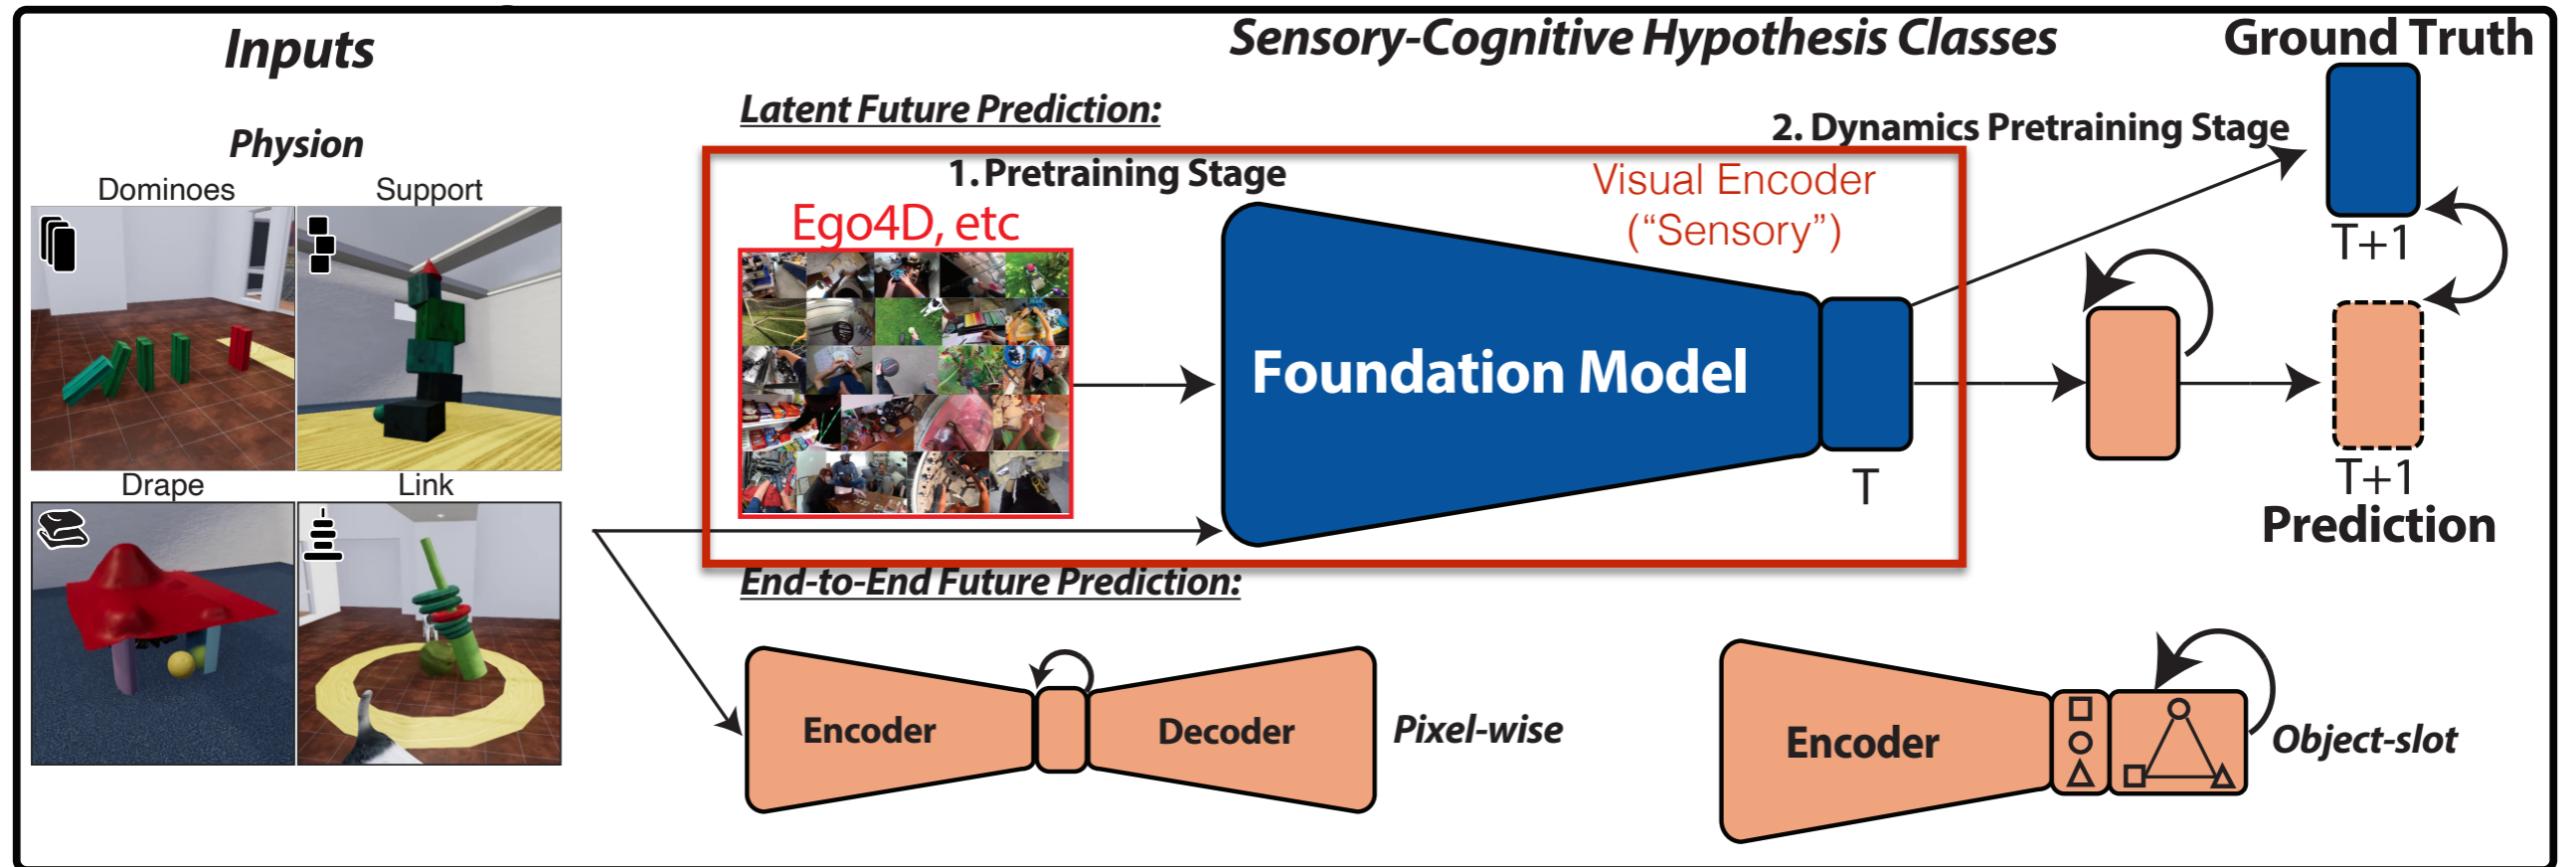 Inputs
Physion
Dominoes
Support
Drape
Link
Sensory-Cognitive Hypothesis Classes
Ground Truth
Latent Future Prediction:
2. Dynamics Pretraining Stage
1. Pretraining Stage
Visual Encoder
(“Sensory”)
Ego4D, etc
Foundation Model
T
T+1
T+1
Prediction
End-to-End Future Prediction:
Encoder
Decoder
Pixel-wise
Encoder
Object-slot